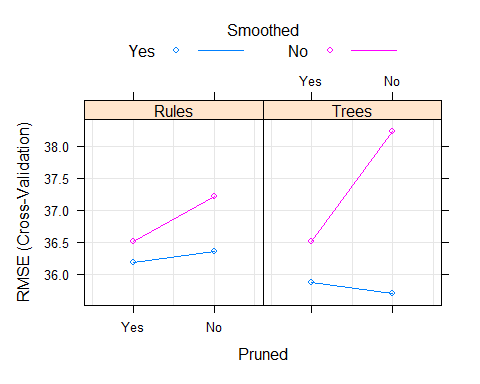 Smoothed
Yes No
Yes No
Rules Trees
RMSE (Cross-Validation)
38.0
37.5
37.0
36.5
36.0
Yes No
Pruned